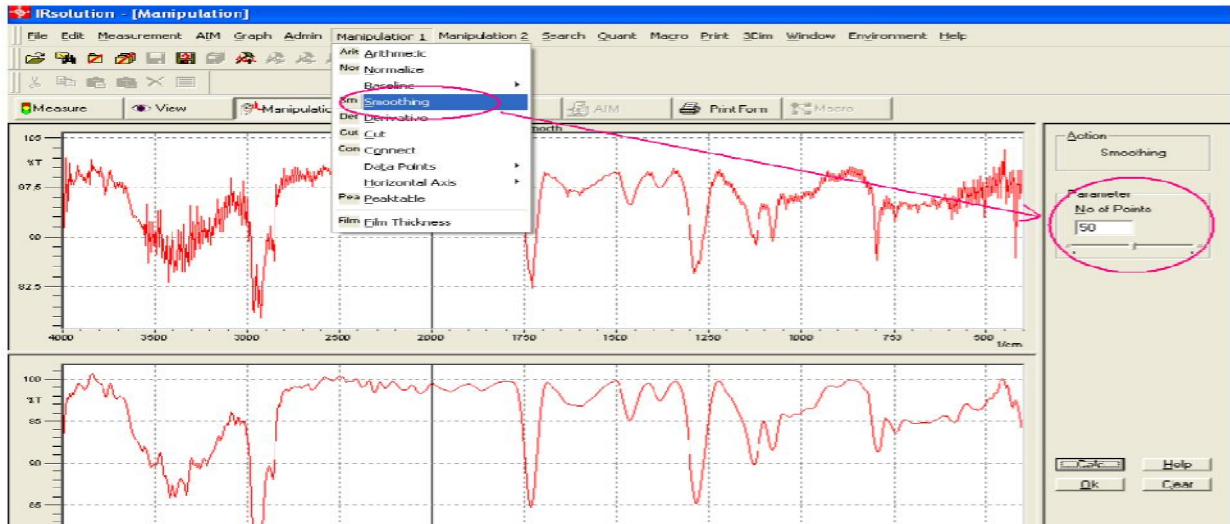 IRsolution - [Manipulation]
File Edit Measurement AIM Graph Admin Manipulation 1 Manipulation 2 Search Quant Macro Print 3Dim Window Environment Help
Arit Arithmetic
Nor Normalize
Baseline
Sm Smoothing
Der Derivative
Cut Cut
Con Connect
Data Points
Horizontal Axis
Pea Peaktable
Film Film Thickness
Measure View Manipulatio AIM Print Form Macro
mooth
105
%T
97.5
90
82.5
4000 3500 3000 2500 2000 1750 1500 1250 1000 750 500
1/cm
Action
Smoothing
Parameter
No of Points
50
100
%T
95
90
85
Calc Help
Ok Clear